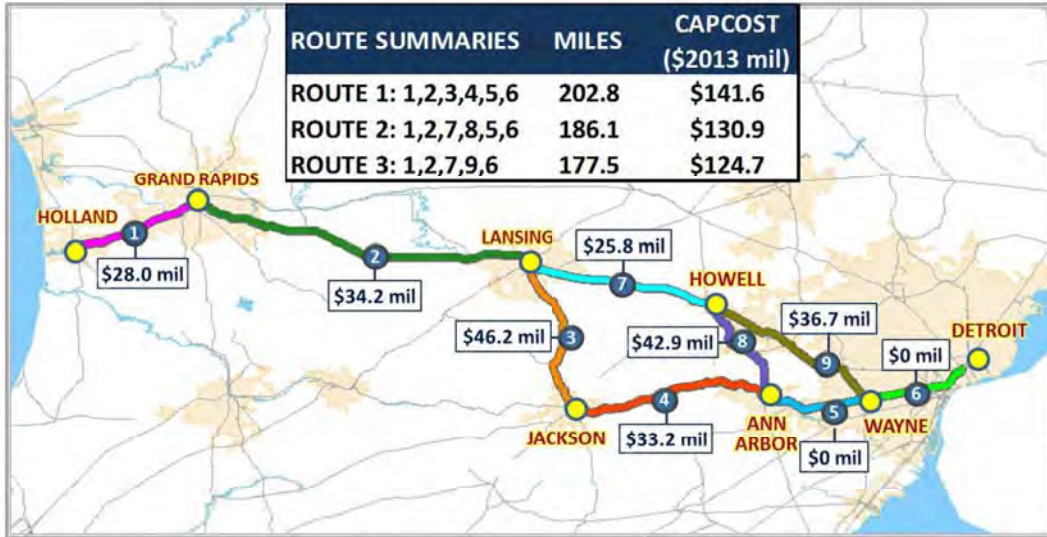 ROUTE SUMMARIES MILES CAPCOST
($2013 mil)
ROUTE 1: 1,2,3,4,5,6 202.8 $141.6
ROUTE 2: 1,2,7,8,5,6 186.1 $130.9
ROUTE 3: 1,2,7,9,6 177.5 $124.7
GRAND RAPIDS
HOLLAND
1
$28.0 mil
2
$34.2 mil
LANSING
$25.8 mil
7
HOWELL
$46.2 mil
3
$42.9 mil
8
$36.7 mil
9
DETROIT
$0 mil
6
JACKSON
4
$33.2 mil
ANN
ARBOR
5
$0 mil
WAYNE